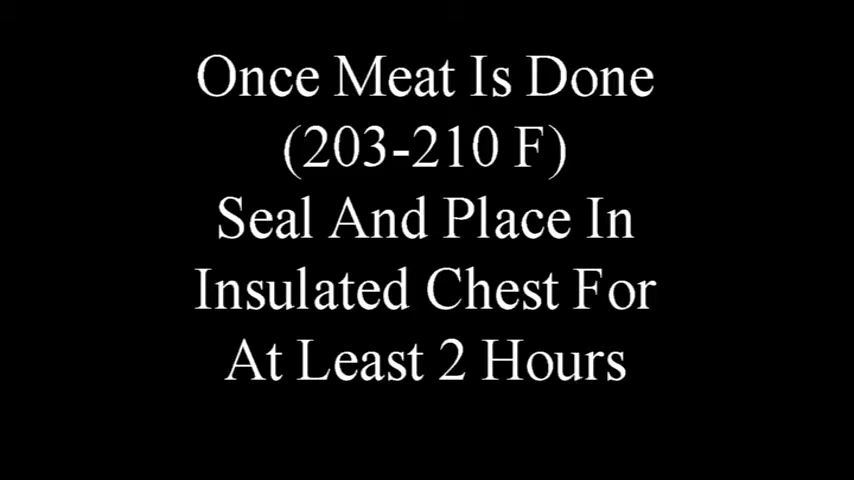 Once Meat Is Done
(203-210 F)
Seal And Place In
Insulated Chest For
At Least 2 Hours